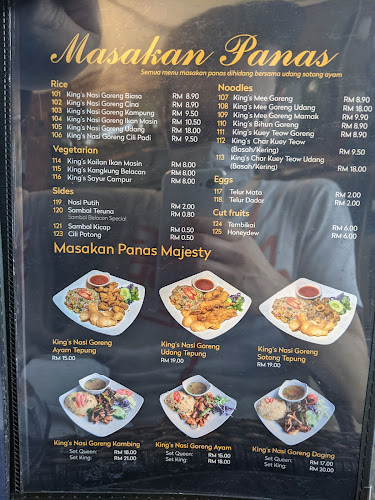 Masakan Panas
Semua menu masakan panas dihidang bersama udang sotong ayam
Rice
101 King's Nasi Goreng Biasa RM 8.90
102 King's Nasi Goreng Cina RM 8.90
103 King's Nasi Goreng Kampung RM 9.50
104 King's Nasi Goreng Ikan Masin RM 10.50
105 King's Nasi Goreng Udang RM 18.00
106 King's Nasi Goreng Cili Padi RM 9.50
Vegetarian
114 King's Kailan Ikan Masin RM 8.00
115 King's Kangkung Belacan RM 8.00
116 King's Sayur Campur RM 8.00
Sides
119 Nasi Putih RM 2.00
120 Sambal Teruna RM 0.80
Sambal Belacan Special
121 Sambal Kicap RM 0.50
123 Cili Potong RM 0.50
Noodles
107 King's Mee Goreng RM 8.90
108 King's Mee Goreng Udang RM 18.00
109 King's Mee Goreng Mamak RM 9.90
110 King's Bihun Goreng RM 8.90
111 King's Kuey Teow Goreng RM 8.90
112 King's Char Kuey Teow
(Basah/Kering) RM 9.50
113 King's Char Kuey Teow Udang
(Basah/Kering) RM 18.00
Eggs
117 Telur Mata RM 2.00
118 Telur Dadar RM 2.00
Cut fruits
124 Tembikai RM 6.00
125 Honeydew RM 6.00
Masakan Panas Majesty
King's Nasi Goreng
Ayam Tepung
RM 15.00
King's Nasi Goreng
Udang Tepung
RM 19.00
King's Nasi Goreng
Sotong Tepung
RM 19.00
King's Nasi Goreng Kambing
Set Queen: RM 18.00
Set King: RM 21.00
King's Nasi Goreng Ayam
Set Queen: RM 15.00
Set King: RM 18.00
King's Nasi Goreng Daging
Set Queen: RM 17.00
Set King: RM 20.00